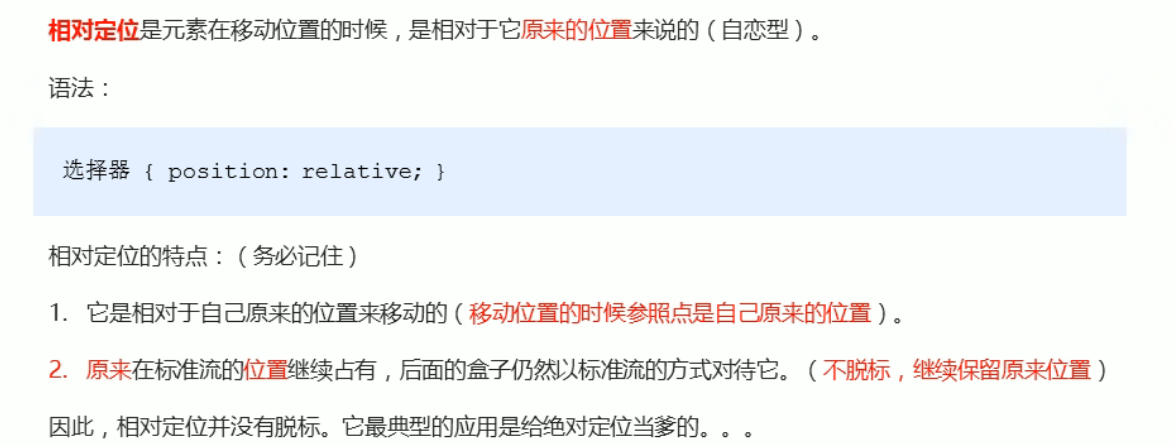 相对定位是元素在移动位置的时候，是相对于它原来的位置来说的（自恋型）。
语法：
选择器 { position: relative; }
相对定位的特点：（务必记住）
1. 它是相对于自己原来的位置来移动的（移动位置的时候参照点是自己原来的位置）。
2. 原来在标准流的位置继续占有，后面的盒子仍然以标准流的方式对待它。（不脱标，继续保留原来位置）
因此，相对定位并没有脱标。它最典型的应用是给绝对定位当爹的。。。